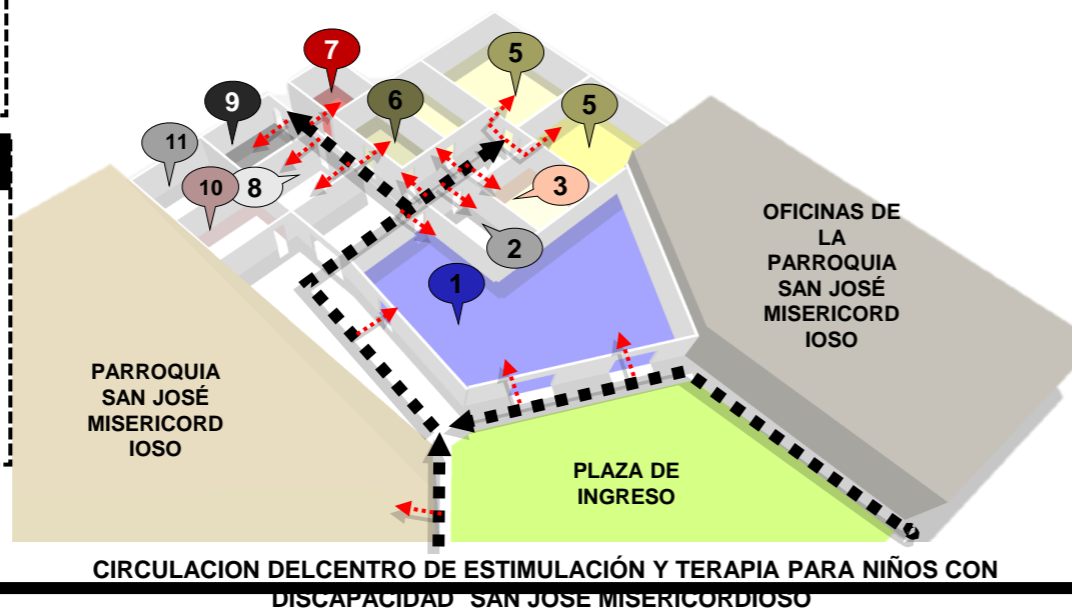 7
5
9
6
5
11
10
8
3
2
1
OFICINAS DE
LA
PARROQUIA
SAN JOSÉ
MISERICORD
IOSO
PARROQUIA
SAN JOSÉ
MISERICORD
IOSO
PLAZA DE
INGRESO
CIRCULACION DELCENTRO DE ESTIMULACIÓN Y TERAPIA PARA NIÑOS CON
DISCAPACIDAD SAN JOSE MISERICORDIOSO